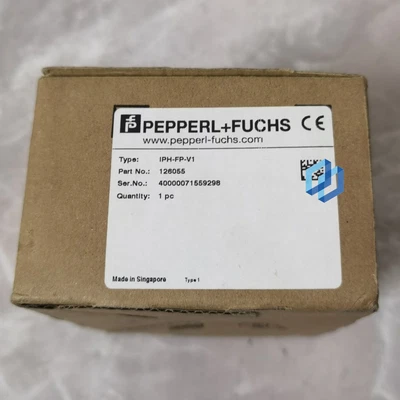 PEPPERL+FUCHS CE
www.pepperl-fuchs.com
Type: IPH-FP-V1
Part No.: 126055
Ser.No.: 40000071559298
Quantity: 1 pc
Made in Singapore Type 1